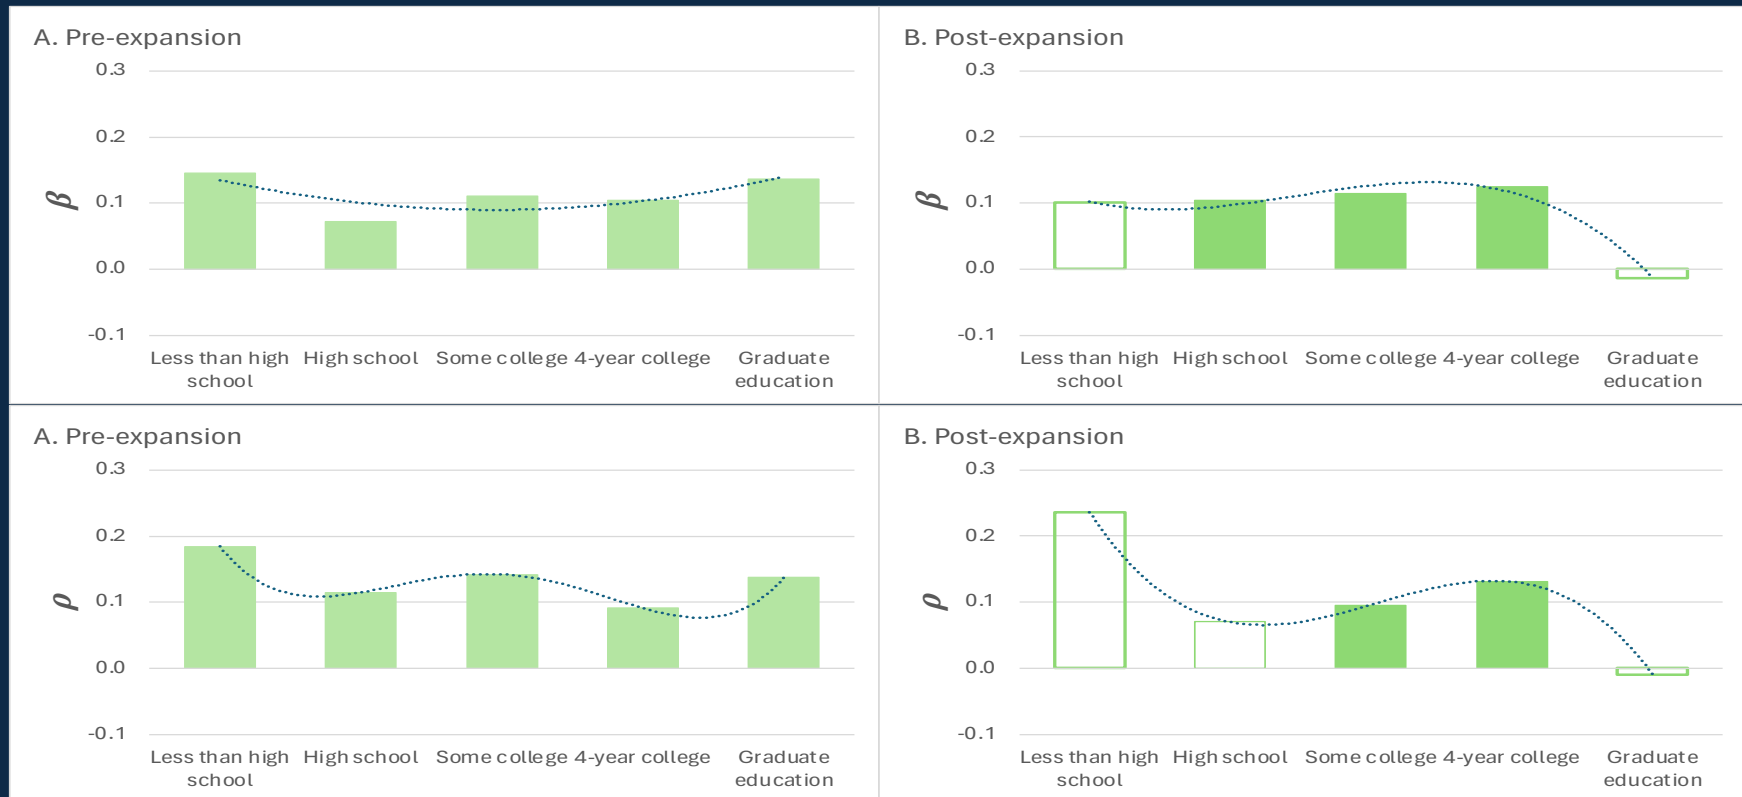 A. Pre-expansion
0.3
0.2
0.1
0.0
-0.1
β
Less than high school
High school
Some college
4-year college
Graduate education
B. Post-expansion
0.3
0.2
0.1
0.0
-0.1
β
Less than high school
High school
Some college
4-year college
Graduate education
A. Pre-expansion
0.3
0.2
0.1
0.0
-0.1
ρ
Less than high school
High school
Some college
4-year college
Graduate education
B. Post-expansion
0.3
0.2
0.1
0.0
-0.1
ρ
Less than high school
High school
Some college
4-year college
Graduate education